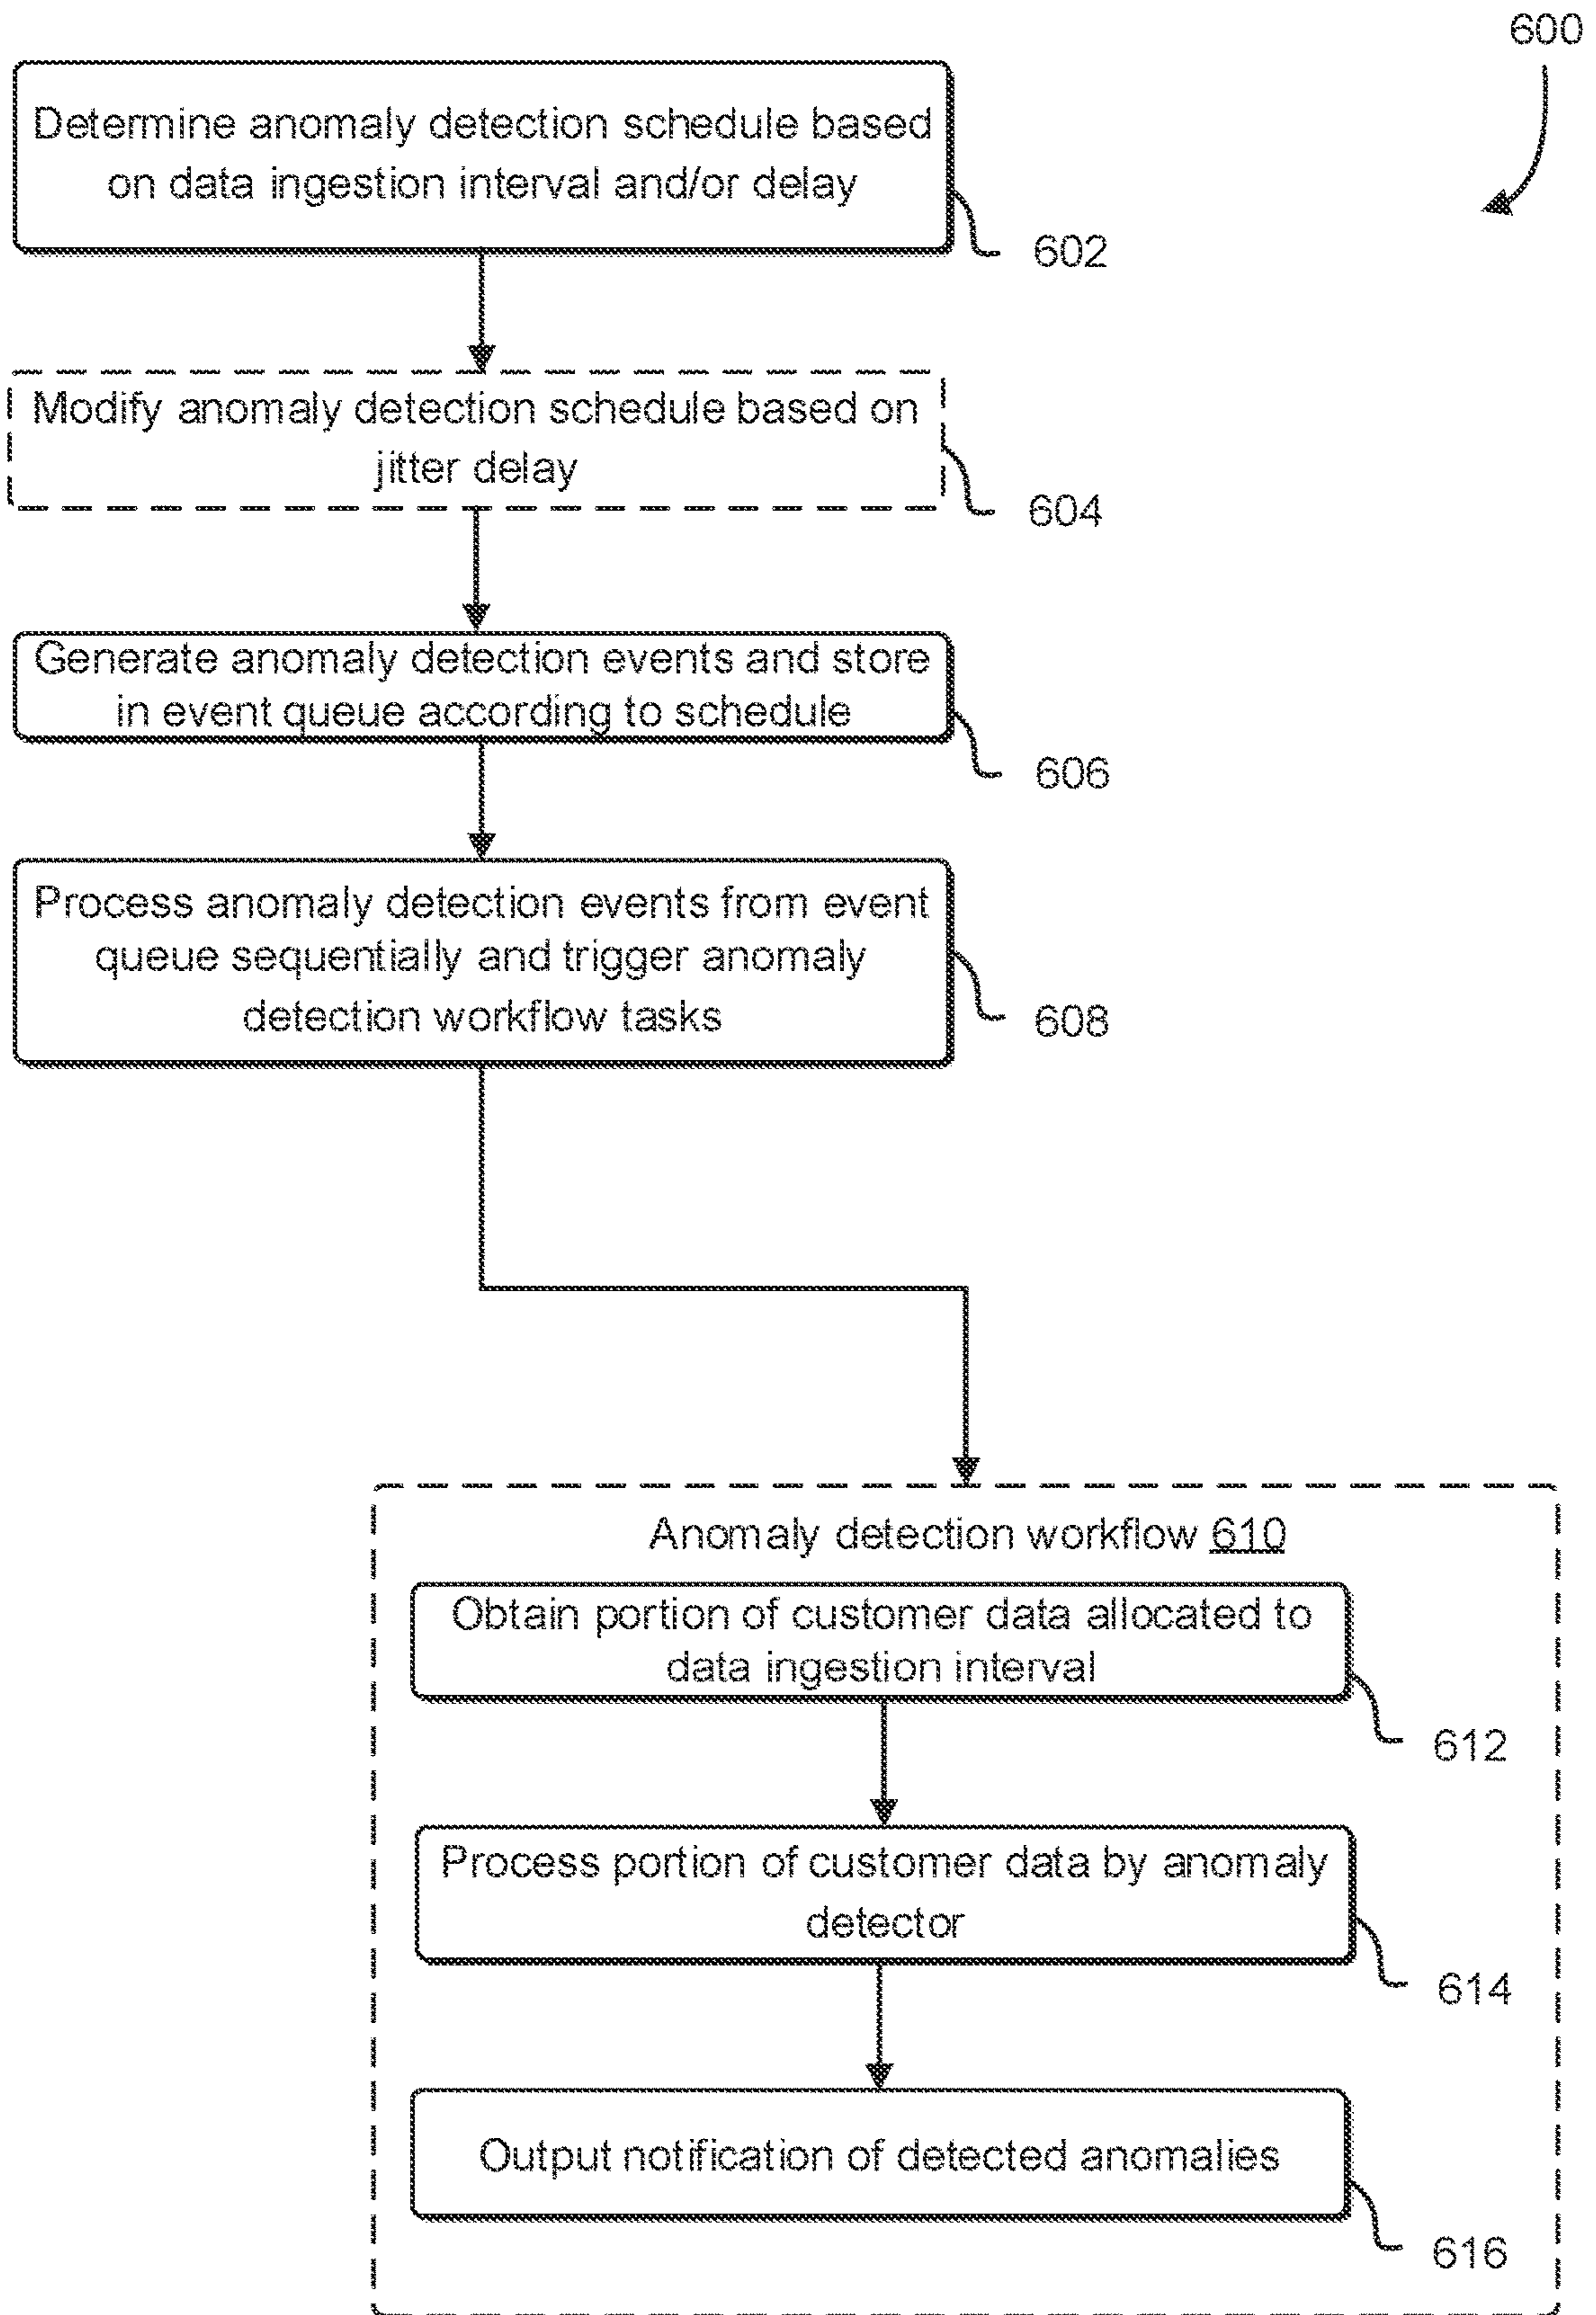 600
Determine anomaly detection schedule based
on data ingestion interval and/or delay
602
Modify anomaly detection schedule based on
jitter delay
604
Generate anomaly detection events and store
in event queue according to schedule
606
Process anomaly detection events from event
queue sequentially and trigger anomaly
detection workflow tasks
608
Anomaly detection workflow 610
Obtain portion of customer data allocated to
data ingestion interval
612
Process portion of customer data by anomaly
detector
614
Output notification of detected anomalies
616